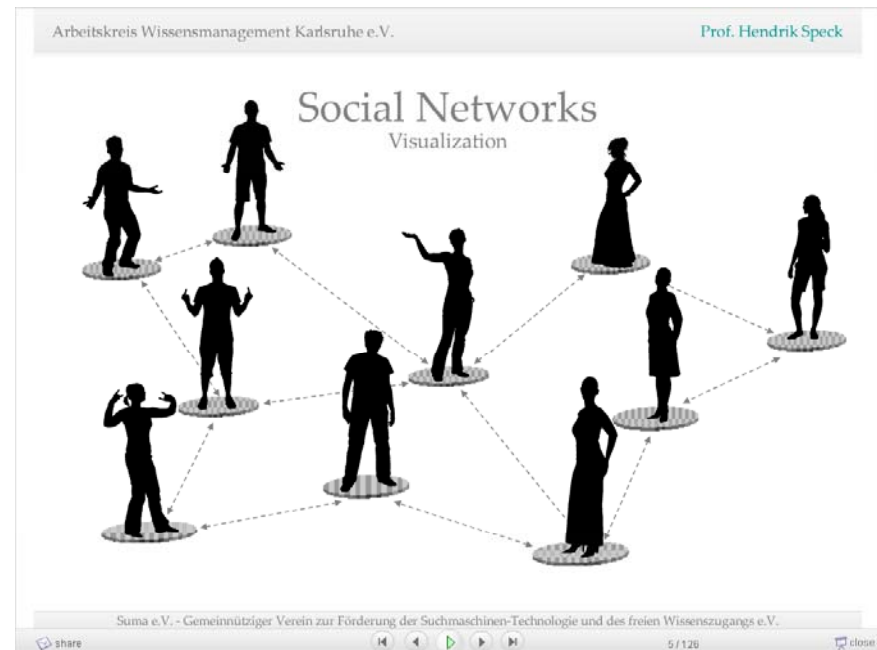 Arbeitskreis Wissensmanagement Karlsruhe e.V.
Prof. Hendrik Speck
Social Networks
Visualization
Suma e.V. - Gemeinnütziger Verein zur Förderung der Suchmaschinen-Technologie und des freien Wissenszugangs e.V.
share
5/126
close